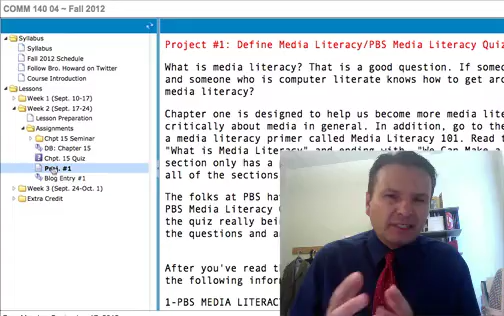 COMM 140 04 ~ Fall 2012
Syllabus
Syllabus
Fall 2012 Schedule
Follow Bro. Howard on Twitter
Course Introduction
Lessons
Week 1 (Sept. 10-17)
Week 2 (Sept. 17-24)
Lesson Preparation
Assignments
Chpt 15 Seminar
DB: Chapter 15
Chpt. 15 Quiz
#1
Blog Entry #1
Week 3 (Sept. 24-Oct. 1)
Extra Credit
Project #1: Define Media Literacy/PBS Media Literacy Quiz
What is media literacy? That is a good question. If
and someone who is computer literate knows how to get
media literacy?
Chapter one is designed to help us become more media
critically about media in general. In addition, go to the
a media literacy primer called Media Literacy 101. Read
"What is Media Literacy" and ending with "We Can Make a
section only has a
all of the sections
The folks at PBS
PBS Media Literacy
the quiz really
the questions and
After you've read
the following
1-PBS MEDIA